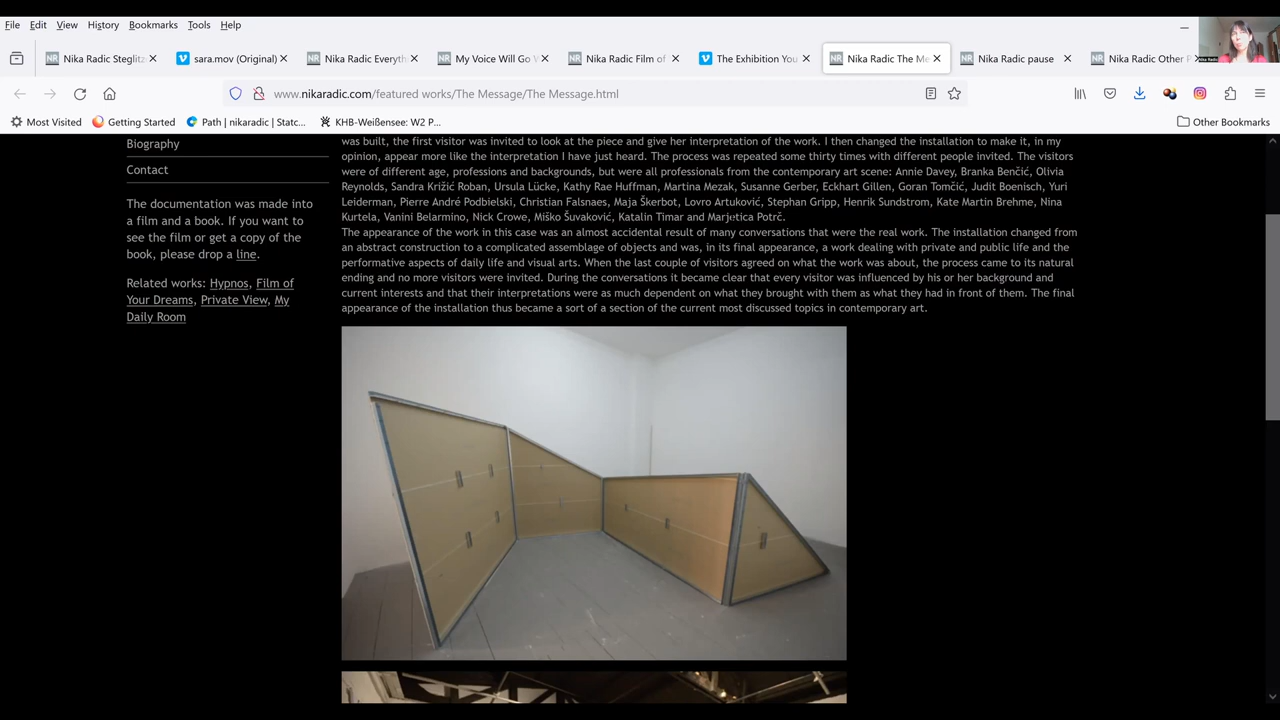 File Edit View History Bookmarks Tools Help
Nika Radic Steglitz
sara.mov (Original)
Nika Radic Everyth
My Voice Will Go V
Nika Radic Film of
The Exhibition You
Nika Radic The Me
Nika Radic pause
Nika Radic Other P
www.nikaradic.com/featured works/The Message/The Message.html
Most Visited Getting Started Path | nikaradic | Statc... KHB-Weißensee: W2 P... Other Bookmarks
Biography
Contact
The documentation was made into
a film and a book. If you want to
see the film or get a copy of the
book, please drop a line.
Related works: Hypnos, Film of
Your Dreams, Private View, My
Daily Room
was built, the first visitor was invited to look at the piece and give her interpretation of the work. I then changed the installation to make it, in my
opinion, appear more like the interpretation I have just heard. The process was repeated some thirty times with different people invited. The visitors
were of different age, professions and backgrounds, but were all professionals from the contemporary art scene: Annie Davey, Branka Benčić, Olivia
Reynolds, Sandra Križić Roban, Ursula Lücke, Kathy Rae Huffman, Martina Mezak, Susanne Gerber, Eckhart Gillen, Goran Tomčić, Judit Boenisch, Yuri
Leiderman, Pierre André Podbielski, Christian Falsnaes, Maja Škerbot, Lovro Artuković, Stephan Gripp, Henrik Sundstrom, Kate Martin Brehme, Nina
Kurtela, Vanini Belarmino, Nick Crowe, Miško Šuvaković, Katalin Timar and Marjetica Potrč.
The appearance of the work in this case was an almost accidental result of many conversations that were the real work. The installation changed from
an abstract construction to a complicated assemblage of objects and was, in its final appearance, a work dealing with private and public life and the
performative aspects of daily life and visual arts. When the last couple of visitors agreed on what the work was about, the process came to its natural
ending and no more visitors were invited. During the conversations it became clear that every visitor was influenced by his or her background and
current interests and that their interpretations were as much dependent on what they brought with them as what they had in front of them. The final
appearance of the installation thus became a sort of a section of the current most discussed topics in contemporary art.